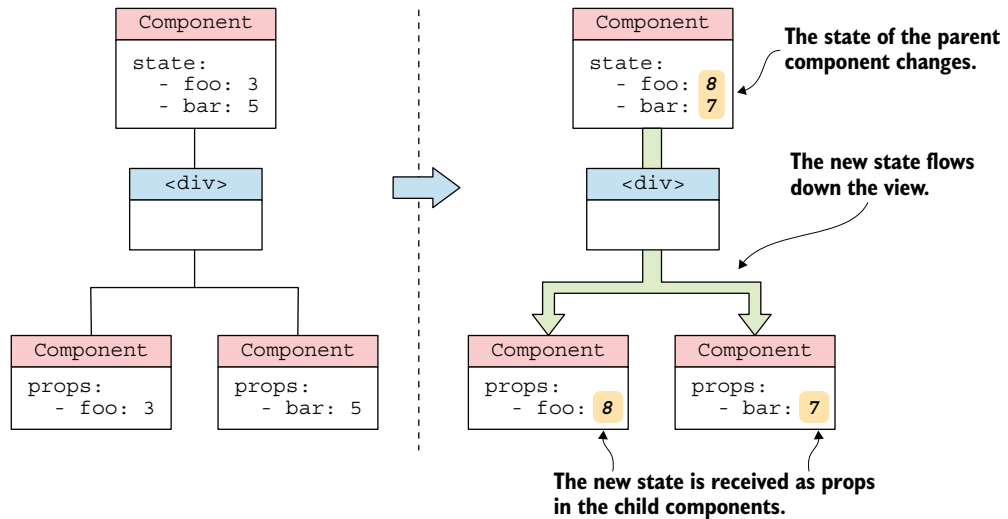 Component
state:
- foo: 3
- bar: 5
<div>
Component
props:
- foo: 3
Component
props:
- bar: 5
Component
state:
- foo: 8
- bar: 7
The state of the parent
component changes.
<div>
The new state flows
down the view.
Component
props:
- foo: 8
Component
props:
- bar: 7
The new state is received as props
in the child components.